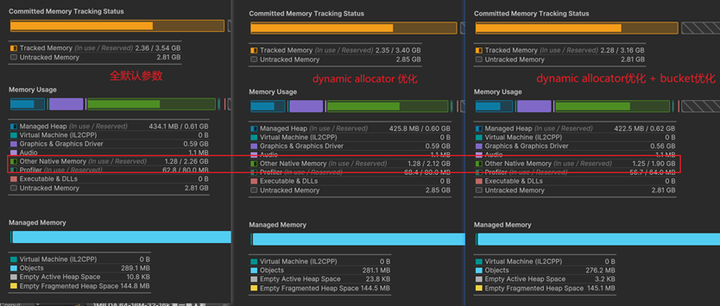 Committed Memory Tracking Status
Tracked Memory (In use / Reserved) 2.36 / 3.54 GB
Untracked Memory 2.81 GB
全默认参数
Memory Usage
Managed Heap (In use / Reserved) 434.1 MB / 0.61 GB
Virtual Machine (IL2CPP) 0 B
Graphics & Graphics Driver 0.59 GB
Audio 1.1 MB
Other Native Memory (In use / Reserved) 1.28 / 2.26 GB
Profiler (In use / Reserved) 62.8 / 80.0 MB
Executable & DLLs 0 B
Untracked Memory 2.81 GB
Managed Memory
Virtual Machine (IL2CPP) 0 B
Objects 289.1 MB
Empty Active Heap Space 10.8 KB
Empty Fragmented Heap Space 144.8 MB
Committed Memory Tracking Status
Tracked Memory (In use / Reserved) 2.35 / 3.40 GB
Untracked Memory 2.85 GB
dynamic allocator 优化
Memory Usage
Managed Heap (In use / Reserved) 425.8 MB / 0.60 GB
Virtual Machine (IL2CPP) 0 B
Graphics & Graphics Driver 0.59 GB
Audio 1.1 MB
Other Native Memory (In use / Reserved) 1.28 / 2.12 GB
Profiler (In use / Reserved) 68.4 / 80.0 MB
Executable & DLLs 0 B
Untracked Memory 2.85 GB
Managed Memory
Virtual Machine (IL2CPP) 0 B
Objects 281.1 MB
Empty Active Heap Space 23.8 KB
Empty Fragmented Heap Space 144.5 MB
Committed Memory Tracking Status
Tracked Memory (In use / Reserved) 2.28 / 3.16 GB
Untracked Memory 2.81 GB
dynamic allocator优化 + bucket优化
Memory Usage
Managed Heap (In use / Reserved) 422.5 MB / 0.62 GB
Virtual Machine (IL2CPP) 0 B
Graphics & Graphics Driver 0.56 GB
Audio 1.1 MB
Other Native Memory (In use / Reserved) 1.25 / 1.90 GB
Profiler (In use / Reserved) 56.7 / 64.0 MB
Executable & DLLs 0 B
Untracked Memory 2.81 GB
Managed Memory
Virtual Machine (IL2CPP) 0 B
Objects 276.2 MB
Empty Active Heap Space 3.2 KB
Empty Fragmented Heap Space 145.1 MB